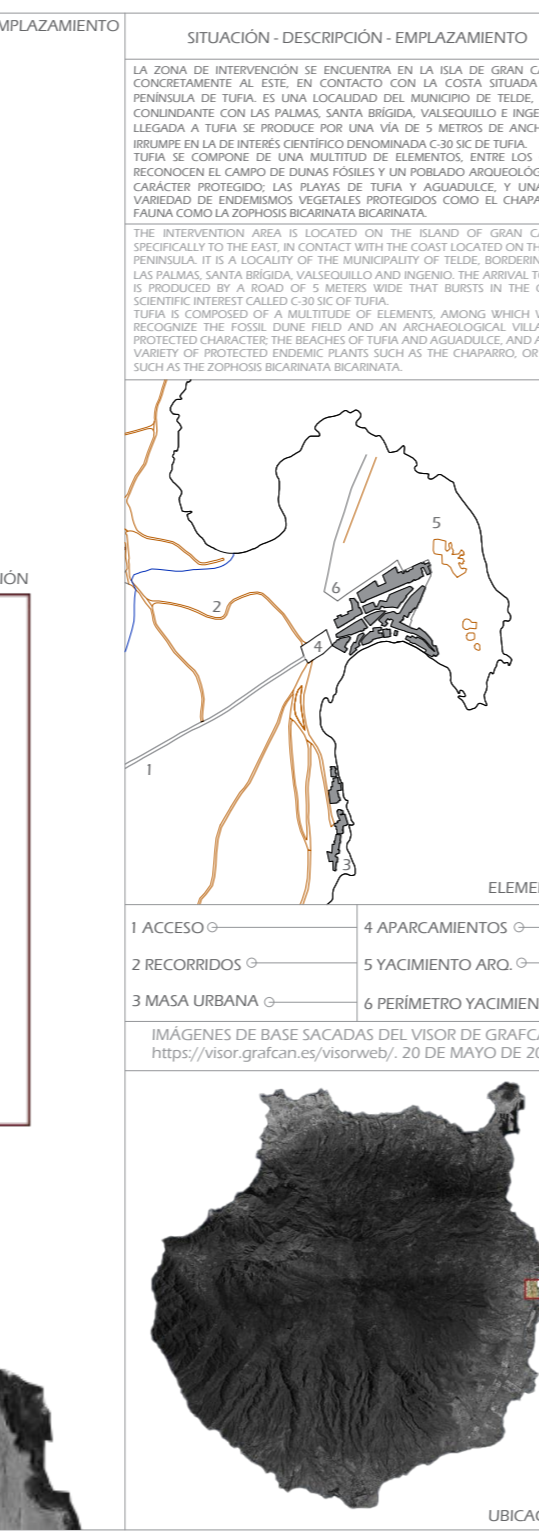 MPLAZAMIENTO
IÓN
SITUACIÓN - DESCRIPCIÓN - EMPLAZAMIENTO
LA ZONA DE INTERVENCIÓN SE ENCUENTRA EN LA ISLA DE GRAN CA
CONCRETAMENTE AL ESTE, EN CONTACTO CON LA COSTA SITUADA
PENÍNSULA DE TUFIA. ES UNA LOCALIDAD DEL MUNICIPIO DE TELDE,
CONLINDANTE CON LAS PALMAS, SANTA BRÍGIDA, VALSEQUILLO E INGE
LLEGADA A TUFIA SE PRODUCE POR UNA VÍA DE 5 METROS DE ANCH
IRRUMPE EN LA DE INTERÉS CIENTÍFICO DENOMINADA C-30 SIC DE TUFIA.
TUFIA SE COMPONE DE UNA MULTITUD DE ELEMENTOS, ENTRE LOS
RECONOCEN EL CAMPO DE DUNAS FÓSILES Y UN POBLADO ARQUEOLÓG
CARÁCTER PROTEGIDO; LAS PLAYAS DE TUFIA Y AGUADULCE, Y UNA
VARIEDAD DE ENDEMISMOS VEGETALES PROTEGIDOS COMO EL CHAPA
FAUNA COMO LA ZOPHOSIS BICARINATA BICARINATA.
THE INTERVENTION AREA IS LOCATED ON THE ISLAND OF GRAN CA
SPECIFICALLY TO THE EAST, IN CONTACT WITH THE COAST LOCATED ON TH
PENINSULA. IT IS A LOCALITY OF THE MUNICIPALITY OF TELDE, BORDERIN
LAS PALMAS, SANTA BRÍGIDA, VALSEQUILLO AND INGENIO. THE ARRIVAL TO
IS PRODUCED BY A ROAD OF 5 METERS WIDE THAT BURSTS IN THE
SCIENTIFIC INTEREST CALLED C-30 SIC OF TUFIA.
TUFIA IS COMPOSED OF A MULTITUDE OF ELEMENTS, AMONG WHICH W
RECOGNIZE THE FOSSIL DUNE FIELD AND AN ARCHAEOLOGICAL VILLA
PROTECTED CHARACTER; THE BEACHES OF TUFIA AND AGUADULCE, AND A
VARIETY OF PROTECTED ENDEMIC PLANTS SUCH AS THE CHAPARRO, OR
SUCH AS THE ZOPHOSIS BICARINATA BICARINATA.
5
6
2
4
1
3
ELEME
1 ACCESO
4 APARCAMIENTOS
2 RECORRIDOS
5 YACIMIENTO ARQ.
3 MASA URBANA
6 PERÍMETRO YACIMIEN
IMÁGENES DE BASE SACADAS DEL VISOR DE GRAFCA
https://visor.grafcan.es/visorweb/. 20 DE MAYO DE 20
UBICAC